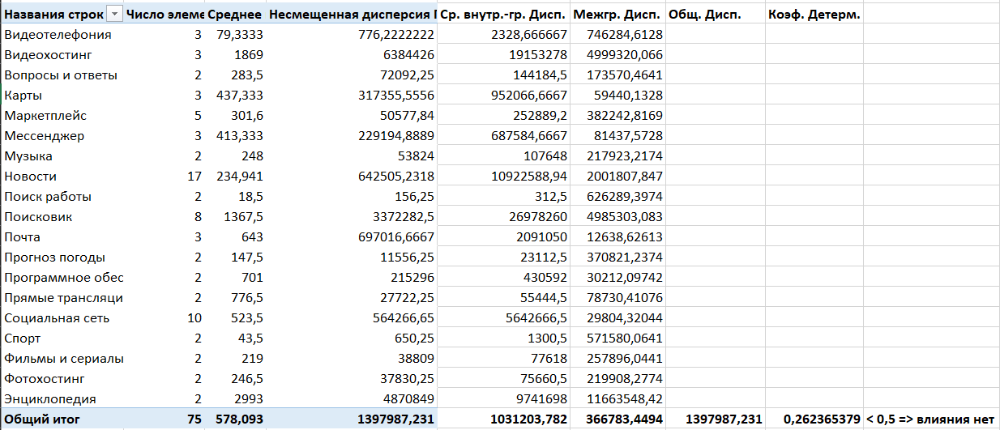 Названия строк Число элеме Среднее Несмещенная дисперсия Ср. внутр.-гр. Дисп. Межгр. Дисп. Общ. Дисп. Коэф. Детерм.
Видеотелефония 3 79,3333 776,2222222 2328,666667 746284,6128
Видеохостинг 3 1869 6384426 19153278 4999320,066
Вопросы и ответы 2 283,5 72092,25 144184,5 173570,4641
Карты 3 437,333 317355,5556 952066,6667 59440,1328
Маркетплейс 5 301,6 50577,84 252889,2 382242,8169
Мессенджер 3 413,333 229194,8889 687584,6667 81437,5728
Музыка 2 248 53824 107648 217923,2174
Новости 17 234,941 642505,2318 10922588,94 2001807,847
Поиск работы 2 18,5 156,25 312,5 626289,3974
Поисковик 8 1367,5 3372282,5 26978260 4985303,083
Почта 3 643 697016,6667 2091050 12638,62613
Прогноз погоды 2 147,5 11556,25 23112,5 370821,2374
Программное обес 2 701 215296 430592 30212,09742
Прямые трансляци 2 776,5 27722,25 55444,5 78730,41076
Социальная сеть 10 523,5 564266,65 5642666,5 29804,32044
Спорт 2 43,5 650,25 1300,5 571580,0641
Фильмы и сериалы 2 219 38809 77618 257896,0441
Фотохостинг 2 246,5 37830,25 75660,5 219908,2774
Энциклопедия 2 2993 4870849 9741698 11663548,42
Общий итог 75 578,093 1397987,231 1031203,782 366783,4494 1397987,231 0,262365379 < 0,5 => влияния нет